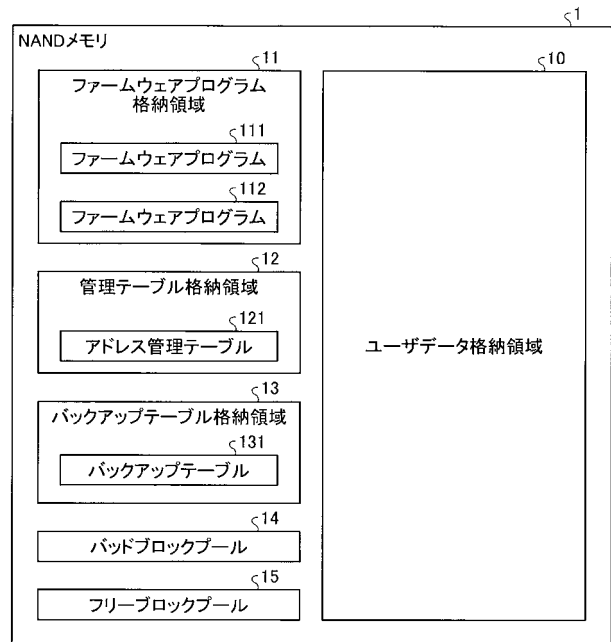 1
NANDメモリ
11
ファームウェアプログラム
格納領域
111
ファームウェアプログラム
112
ファームウェアプログラム
12
管理テーブル格納領域
121
アドレス管理テーブル
13
バックアップテーブル格納領域
131
バックアップテーブル
14
バッドブロックプール
15
フリーブロックプール
10
ユーザデータ格納領域